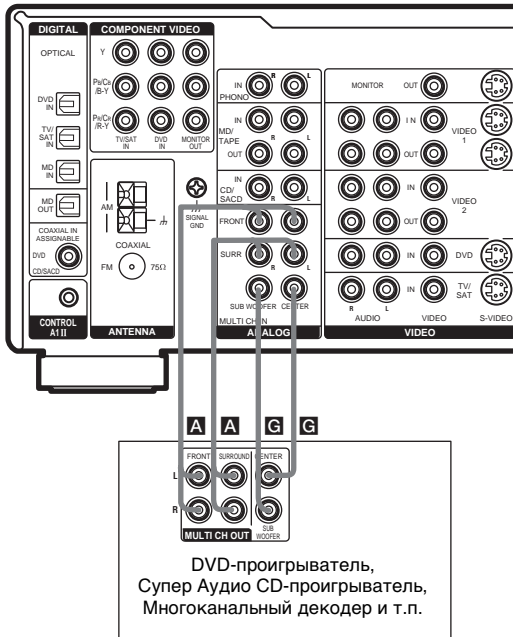 DIGITAL
OPTICAL
DVD IN
TV/ SAT IN
MD IN
MD OUT
COAXIAL IN ASSIGNABLE
DVD
CD/SACD
CONTROL A1 II
COMPONENT VIDEO
Y
PB/CB /B-Y
PR/CR /R-Y
TV/SAT IN
DVD IN
MONITOR OUT
AM
SIGNAL GND
COAXIAL
FM
75Ω
ANTENNA
R L
IN
PHONO
IN
MD/ TAPE
R L
OUT
IN
CD/ SACD
R L
FRONT
SURR
R L
SUB WOOFER
CENTER
MULTI CH IN
ANALOG
MONITOR OUT
IN
VIDEO 1
OUT
IN
VIDEO 2
OUT
IN DVD
IN TV/ SAT
R L
AUDIO
VIDEO
S-VIDEO
VIDEO
A A G G
FRONT SURROUND CENTER
L
R
MULTI CH OUT
SUB WOOFER
DVD-проигрыватель,
Супер Аудио CD-проигрыватель,
Многоканальный декодер и т.п.